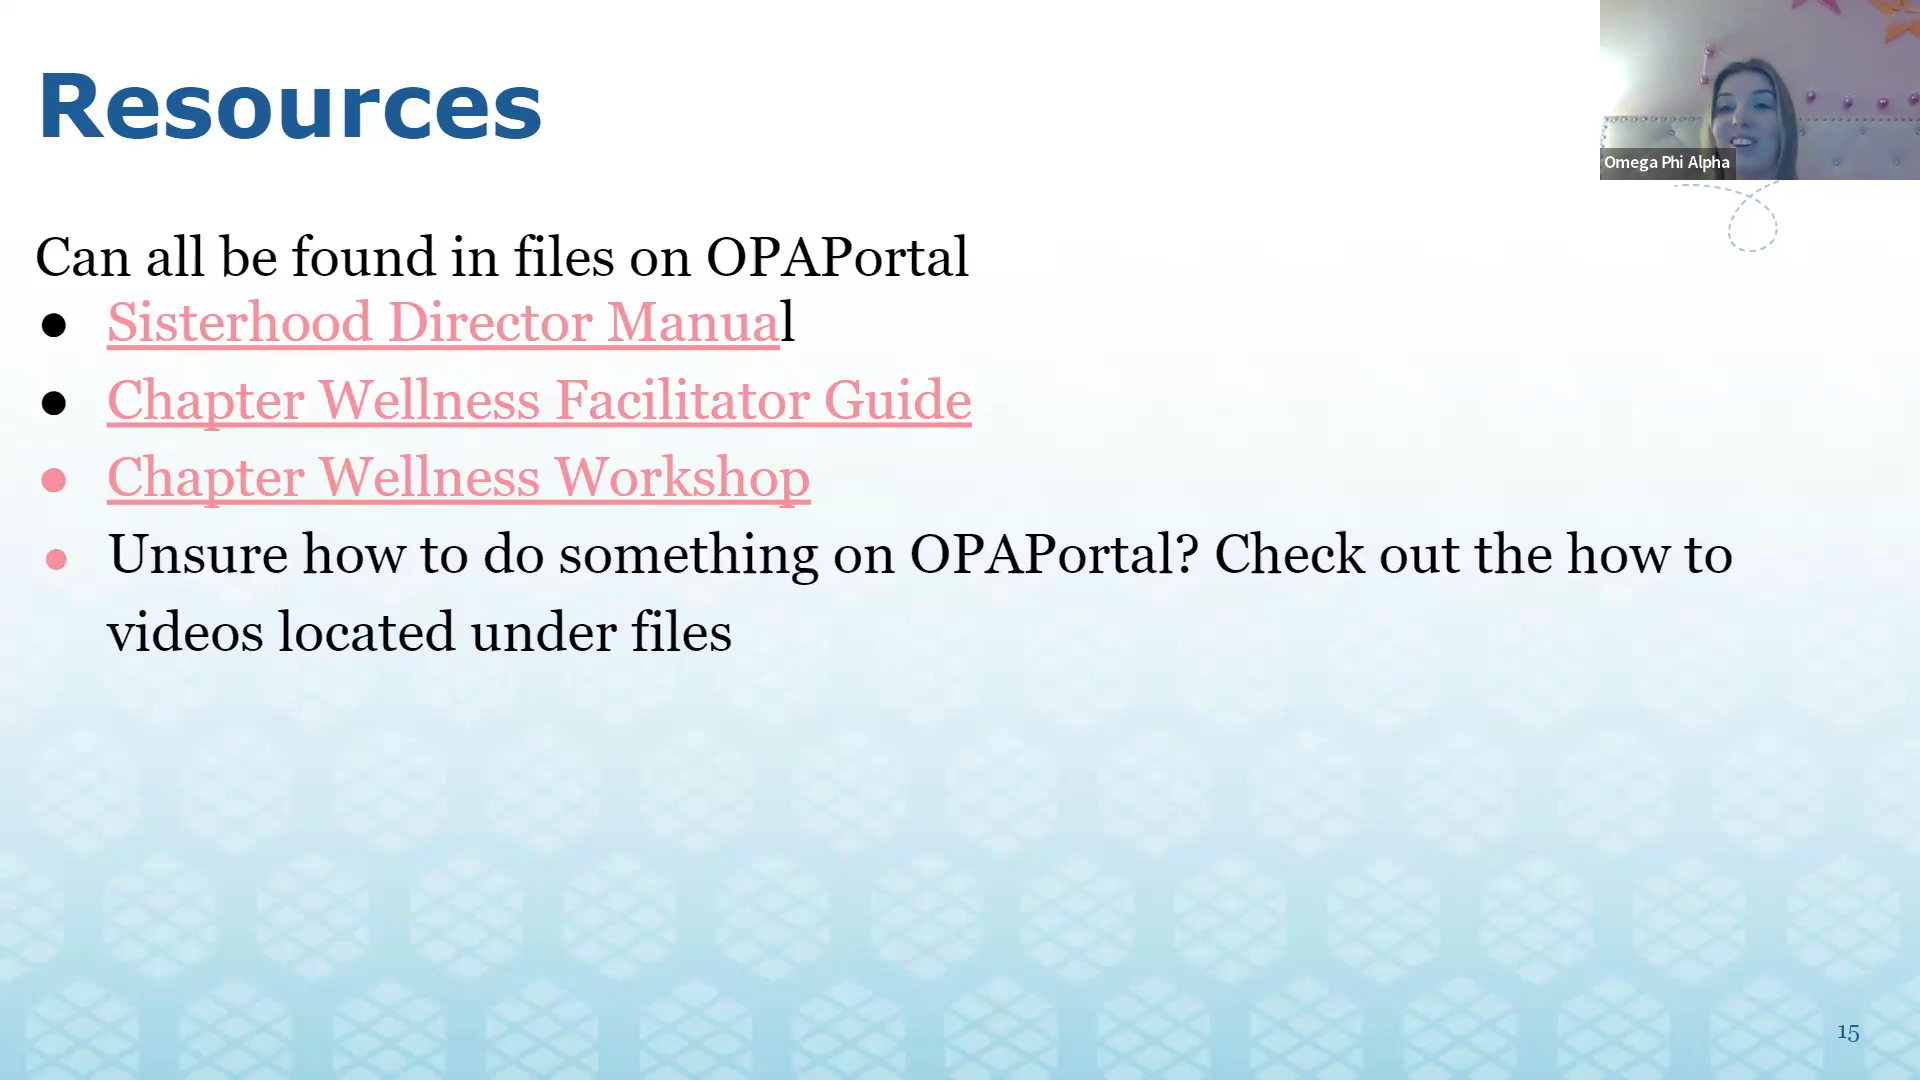 Resources
Omega Phi Alpha
Can all be found in files on OPAPortal
● Sisterhood Director Manual
● Chapter Wellness Facilitator Guide
● Chapter Wellness Workshop
● Unsure how to do something on OPAPortal? Check out the how to
videos located under files
15